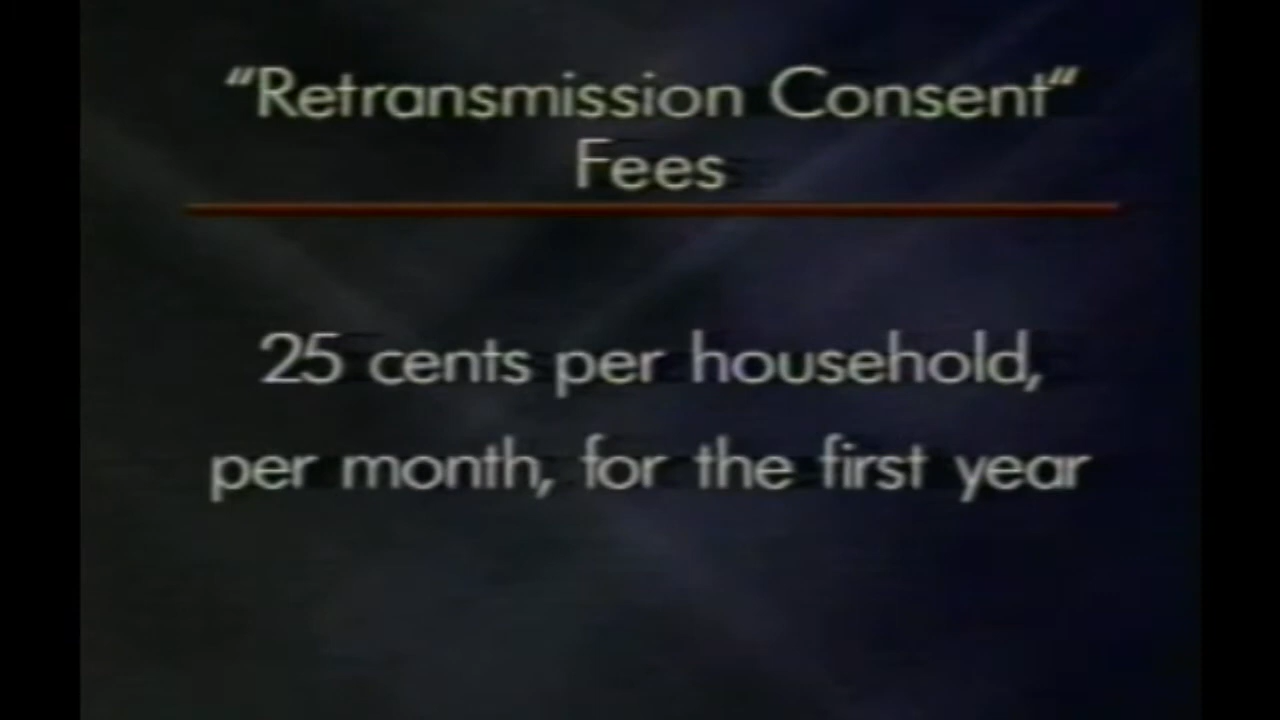 “Retransmission Consent“
Fees
25 cents per household,
per month, for the first year